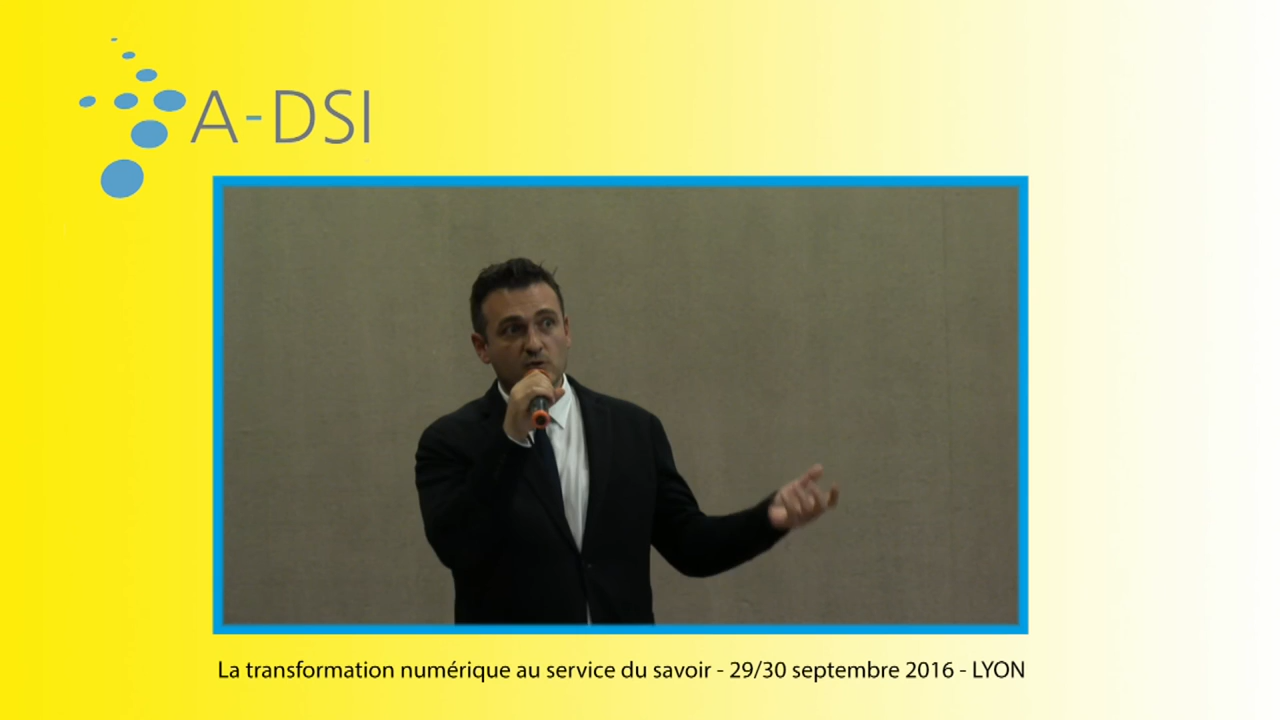 A-DSI
La transformation numérique au service du savoir - 29/30 septembre 2016 - LYON